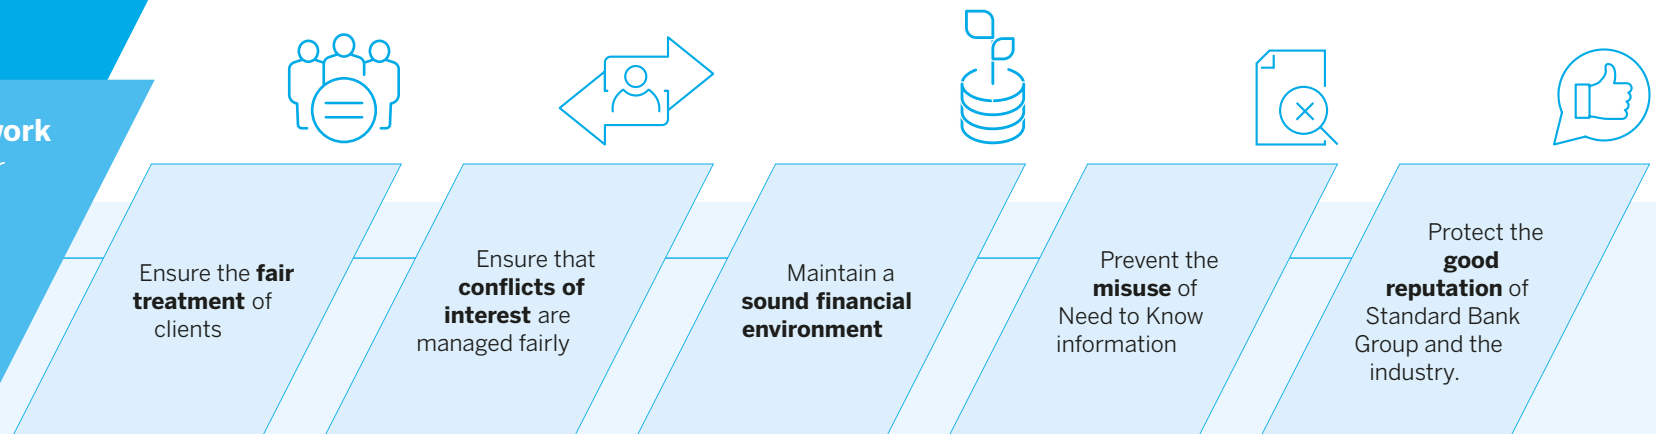 Ensure the fair
treatment of
clients
Ensure that
conflicts of
interest are
managed fairly
Maintain a
sound financial
environment
Prevent the
misuse of
Need to Know
information
Protect the
good
reputation of
Standard Bank
Group and the
industry.